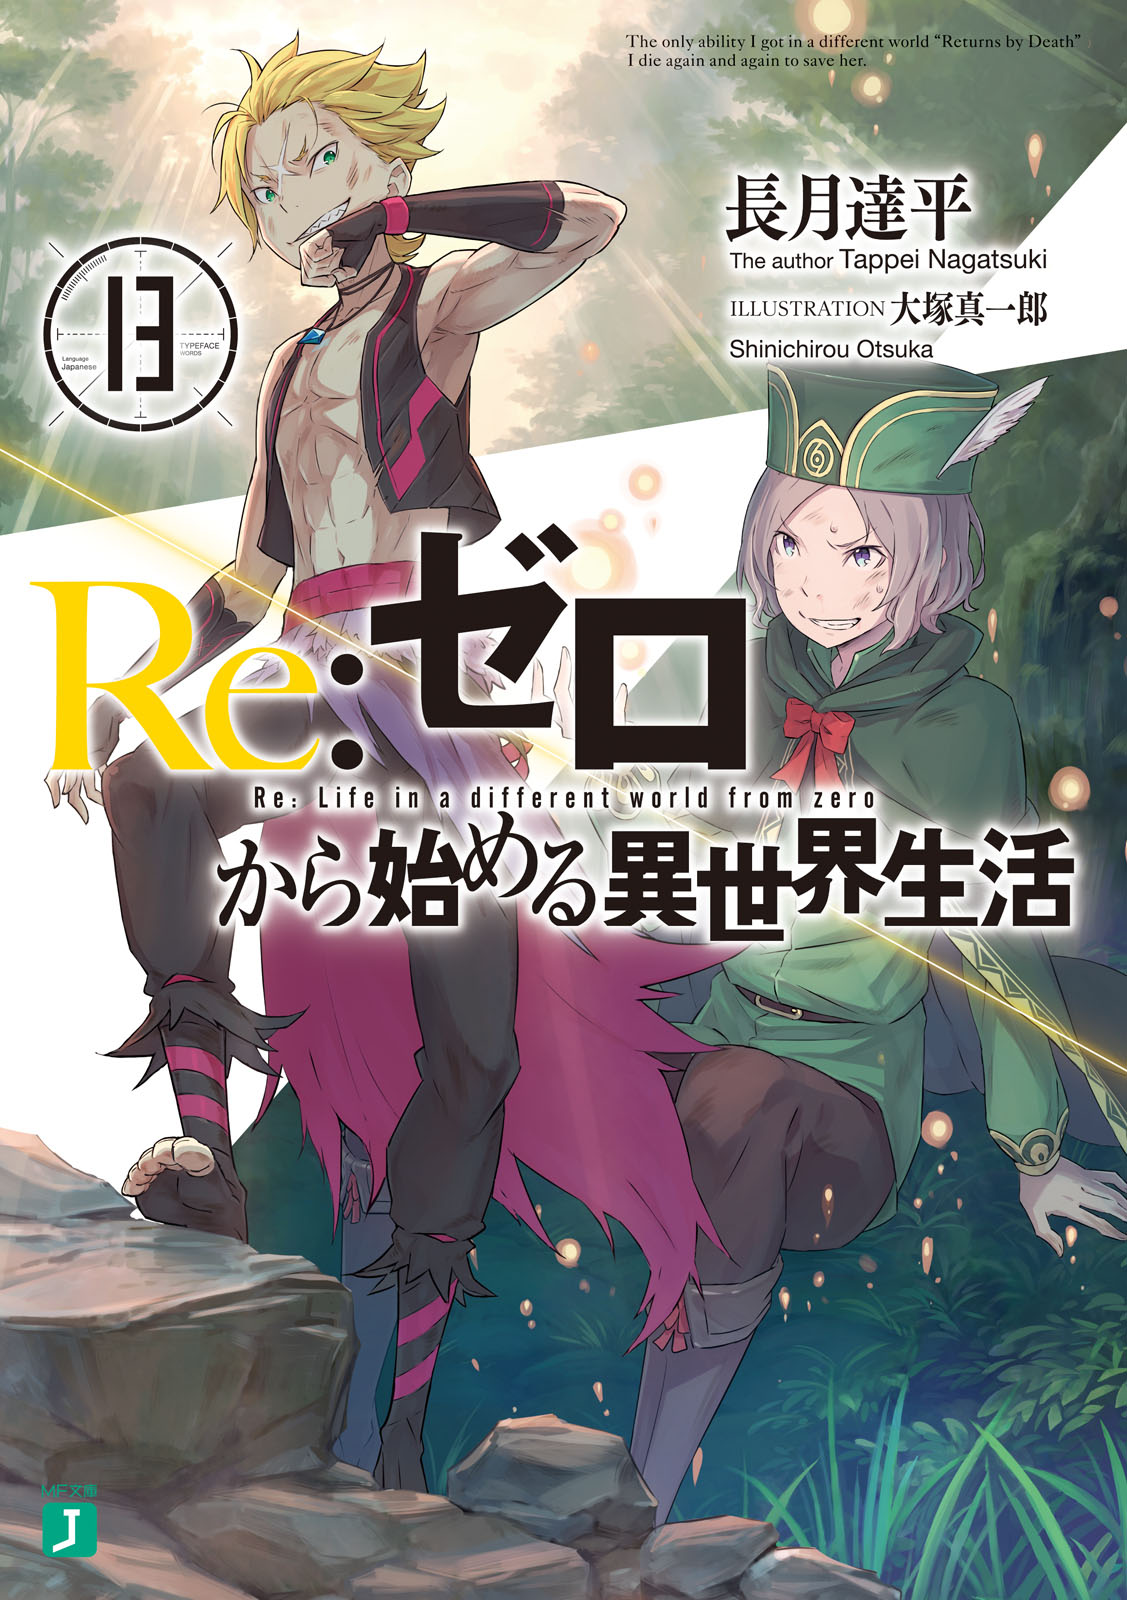 The only ability I got in a different world “Returns by Death”
I die again and again to save her.
長月達平
The author Tappei Nagatsuki
ILLUSTRATION 大塚真一郎
Shinichirou Otsuka
13
TYPEFACE
WORDS
Language
Japanese
Re:ゼロ
Re: Life in a different world from zero
から始める異世界生活
MF文庫
J